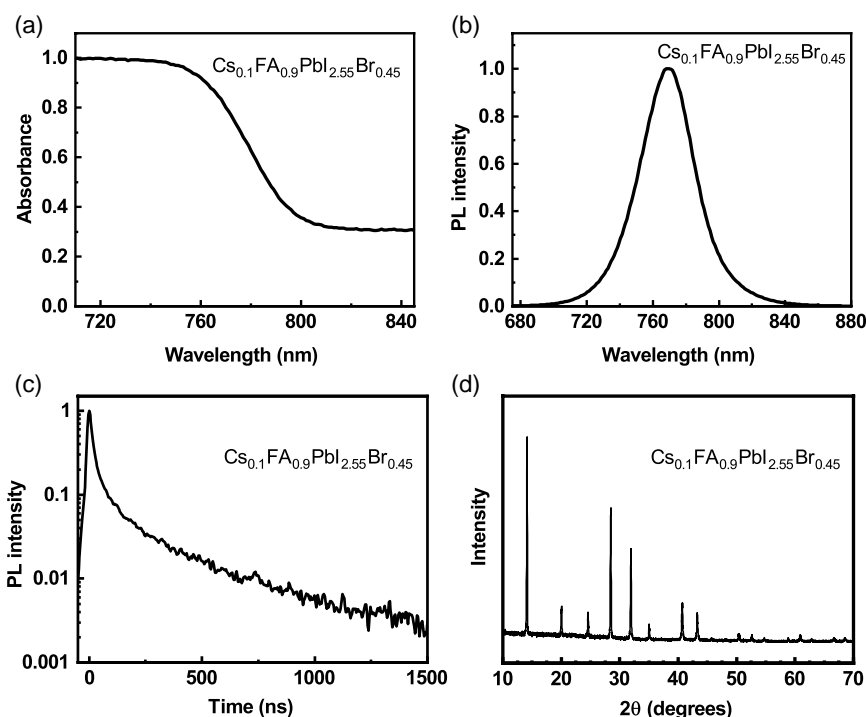 (a)
Cs0.1FA0.9PbI2.55Br0.45
1.0
0.8
0.6
0.4
0.2
0.0
Absorbance
720 760 800 840
Wavelength (nm)
(b)
Cs0.1FA0.9PbI2.55Br0.45
1.0
0.8
0.6
0.4
0.2
0.0
PL intensity
680 720 760 800 840 880
Wavelength (nm)
(c)
Cs0.1FA0.9PbI2.55Br0.45
1
0.1
0.01
0.001
PL intensity
0 500 1000 1500
Time (ns)
(d)
Cs0.1FA0.9PbI2.55Br0.45
Intensity
10 20 30 40 50 60 70
2θ (degrees)